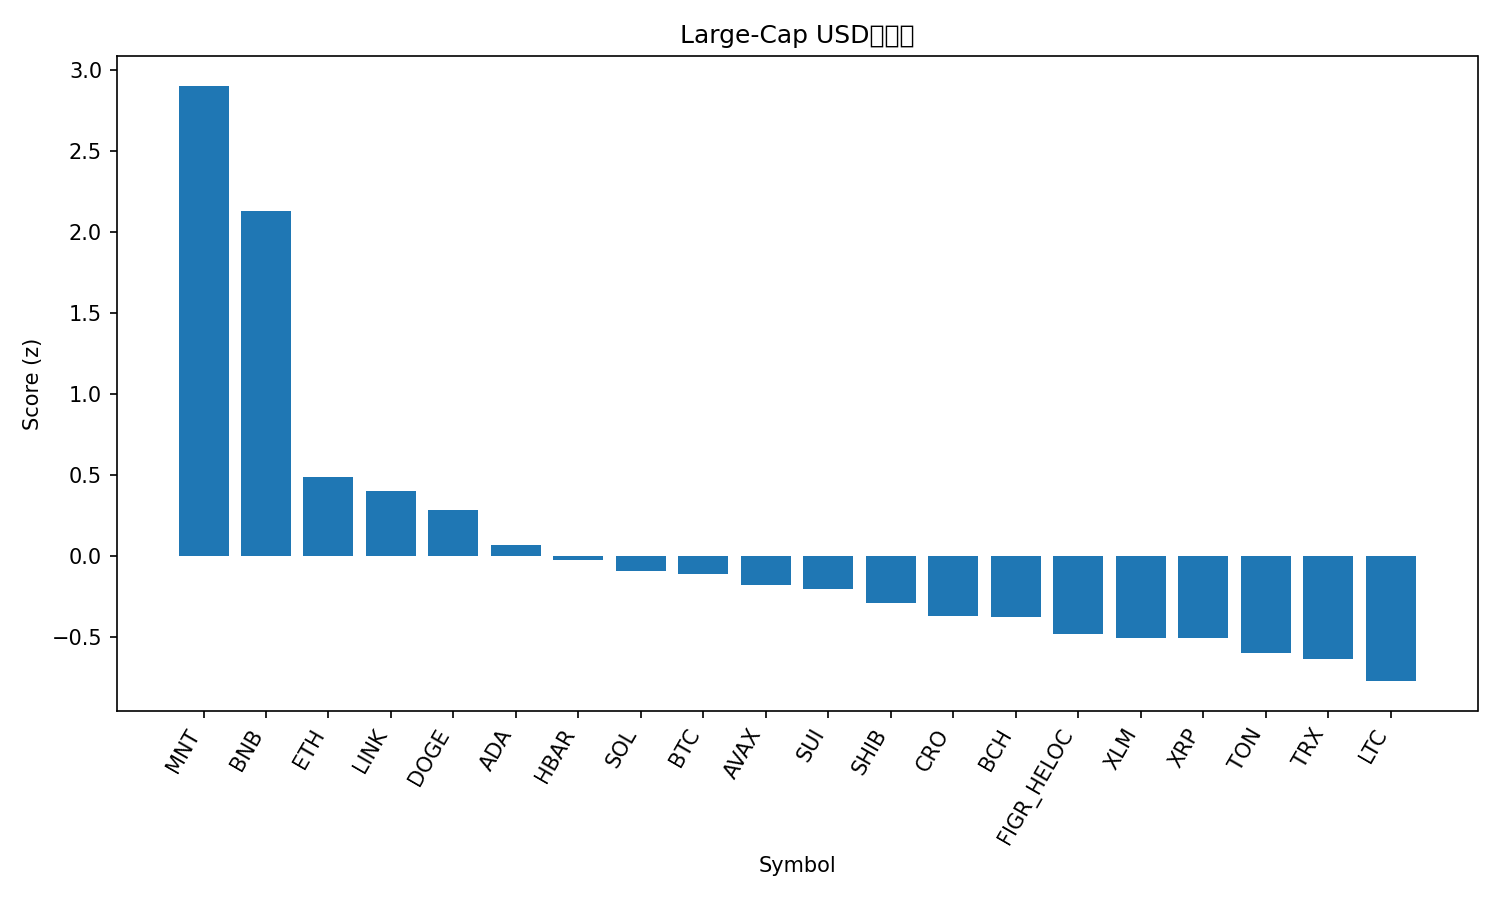 Large-Cap USD
3.0
2.5
2.0
1.5
1.0
0.5
0.0
−0.5
Score (z)
MNT
BNB
ETH
LINK
DOGE
ADA
HBAR
SOL
BTC
AVAX
SUI
SHIB
CRO
BCH
FIGR_HELOC
XLM
XRP
TON
TRX
LTC
Symbol